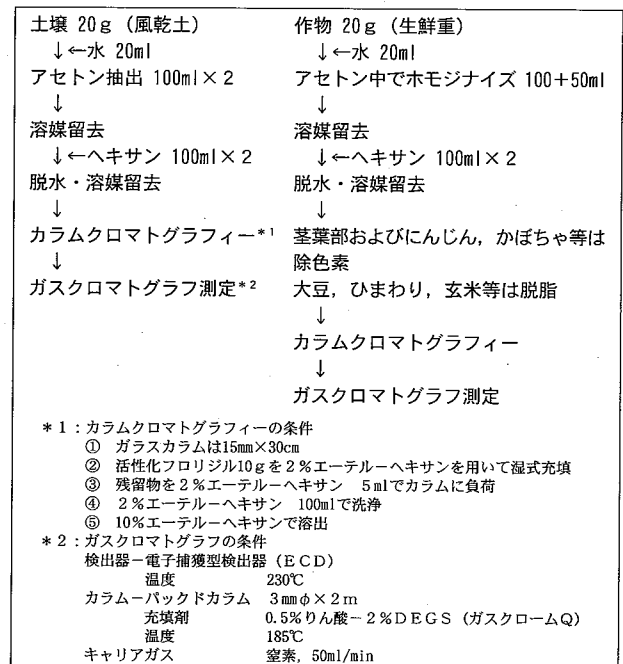 土壌 20g (風乾土)
↓←水 20ml
アセトン抽出 100ml×2
↓
溶媒留去
↓←ヘキサン 100ml×2
脱水・溶媒留去
↓
カラムクロマトグラフィー*1
↓
ガスクロマトグラフ測定*2
作物 20g (生鮮重)
↓←水 20ml
アセトン中でホモジナイズ 100+50ml
↓
溶媒留去
↓←ヘキサン 100ml×2
脱水・溶媒留去
↓
茎葉部およびにんじん,かぼちゃ等は
除色素
大豆,ひまわり,玄米等は脱脂
↓
カラムクロマトグラフィー
↓
ガスクロマトグラフ測定
*1:カラムクロマトグラフィーの条件
① ガラスカラムは15mm×30cm
② 活性化フロリジル10gを2%エーテル-ヘキサンを用いて湿式充填
③ 残留物を2%エーテル-ヘキサン 5mlでカラムに負荷
④ 2%エーテル-ヘキサン 100mlで洗浄
⑤ 10%エーテル-ヘキサンで溶出
*2:ガスクロマトグラフの条件
検出器-電子捕獲型検出器(ECD)
温度 230℃
カラム-パックドカラム 3mmφ×2m
充填剤 0.5%りん酸-2%DEGS(ガスクロームQ)
温度 185℃
キャリアガス 窒素,50ml/min